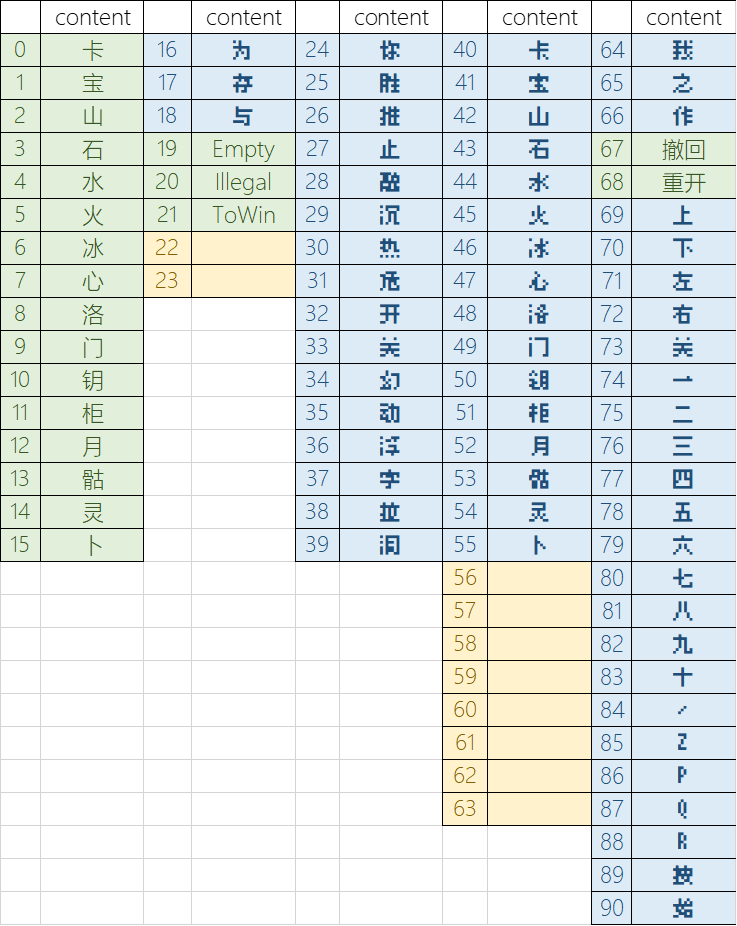 content content content content content
0 卡 16 为 24 你 40 卡 64 我
1 宝 17 存 25 胜 41 宝 65 之
2 山 18 与 26 推 42 山 66 作
3 石 19 Empty 27 止 43 石 67 撤回
4 水 20 Illegal 28 融 44 水 68 重开
5 火 21 ToWin 29 沉 45 火 69 上
6 冰 22 30 热 46 冰 70 下
7 心 23 31 危 47 心 71 左
8 洛 32 开 48 洛 72 右
9 门 33 关 49 门 73 关
10 钥 34 幻 50 钥 74 一
11 柜 35 动 51 柜 75 二
12 月 36 浮 52 月 76 三
13 骷 37 字 53 骷 77 四
14 灵 38 拉 54 灵 78 五
15 卜 39 汩 55 卜 79 六
56 80 七
57 81 八
58 82 九
59 83 十
60 84 /
61 85 Z
62 86 P
63 87 Q
88 R
89 按
90 始